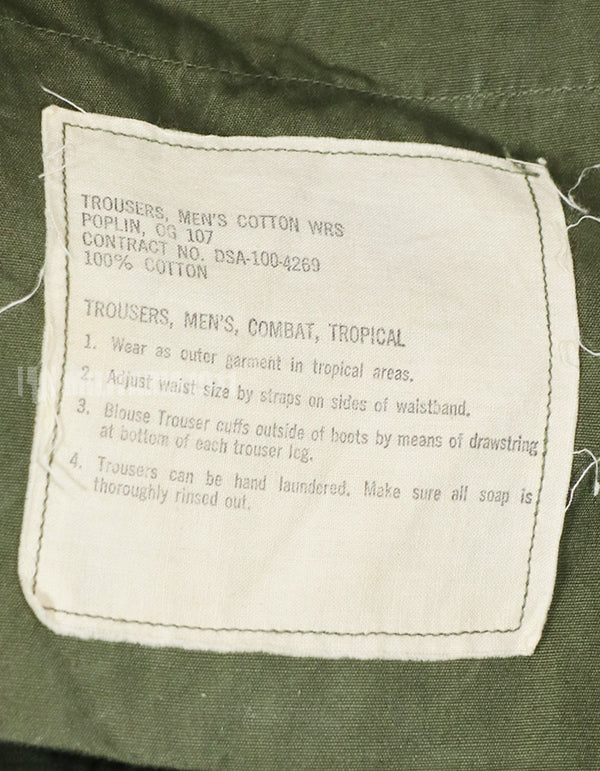 TROUSERS, MEN'S COTTON WRS
POPLIN, OG 107
CONTRACT NO. DSA-100-4269
100% COTTON
TROUSERS, MEN'S, COMBAT, TROPICAL
1. Wear as outer garment in tropical areas.
2. Adjust waist size by straps on sides of waistband.
3. Blouse Trouser cuffs outside of boots by means of drawstring
at bottom of each trouser leg.
4. Trousers can be hand laundered. Make sure all soap is
thoroughly rinsed out.